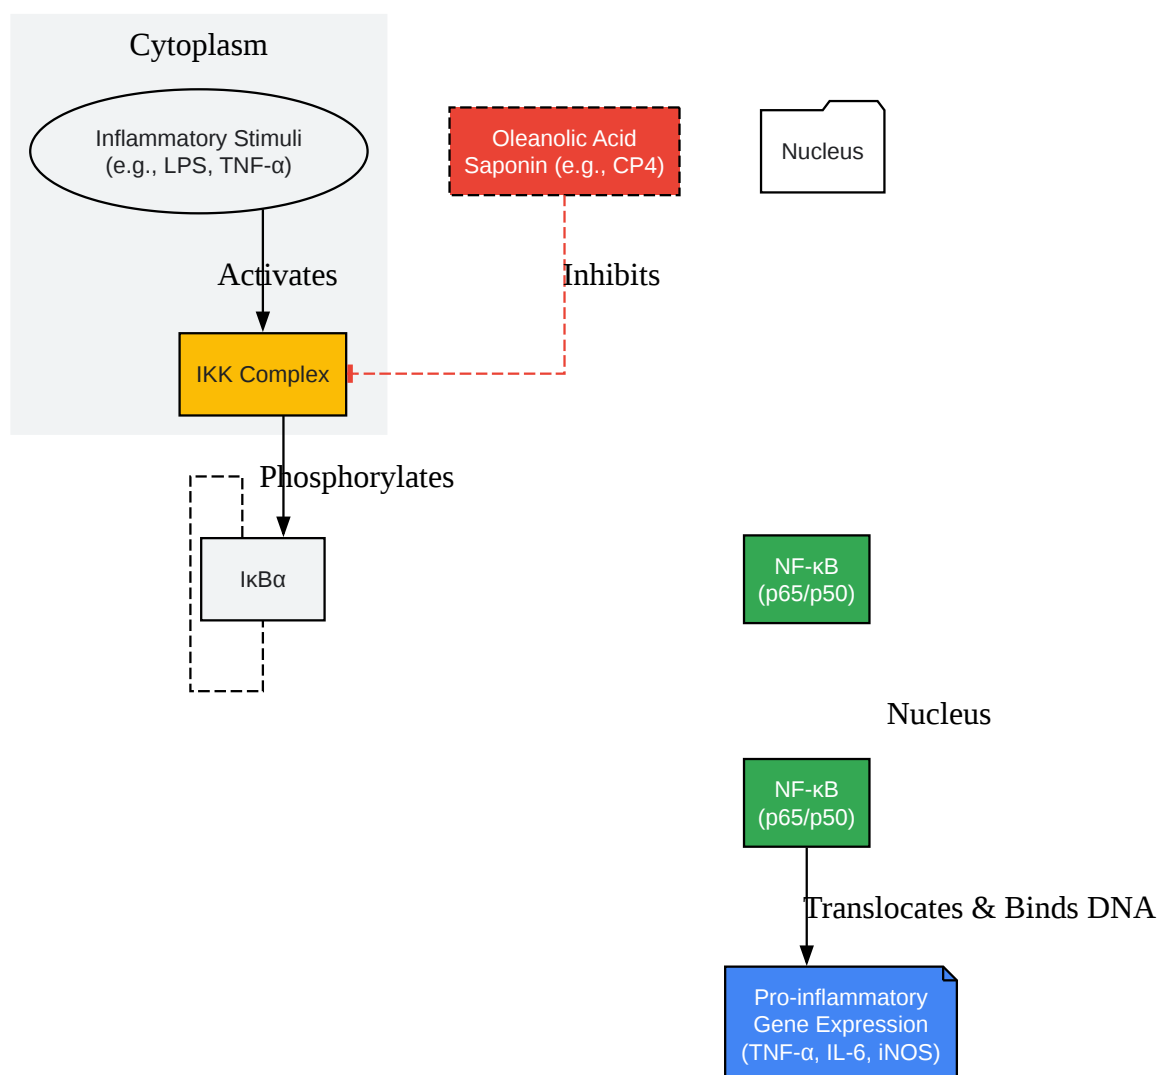 Cytoplasm
Inflammatory Stimuli
(e.g., LPS, TNF-α)
Oleanolic Acid
Saponin (e.g., CP4)
Nucleus
Activates
Inhibits
IKK Complex
Phosphorylates
IκBα
NF-κB
(p65/p50)
Nucleus
NF-κB
(p65/p50)
Translocates & Binds DNA
Pro-inflammatory
Gene Expression
(TNF-α, IL-6, iNOS)